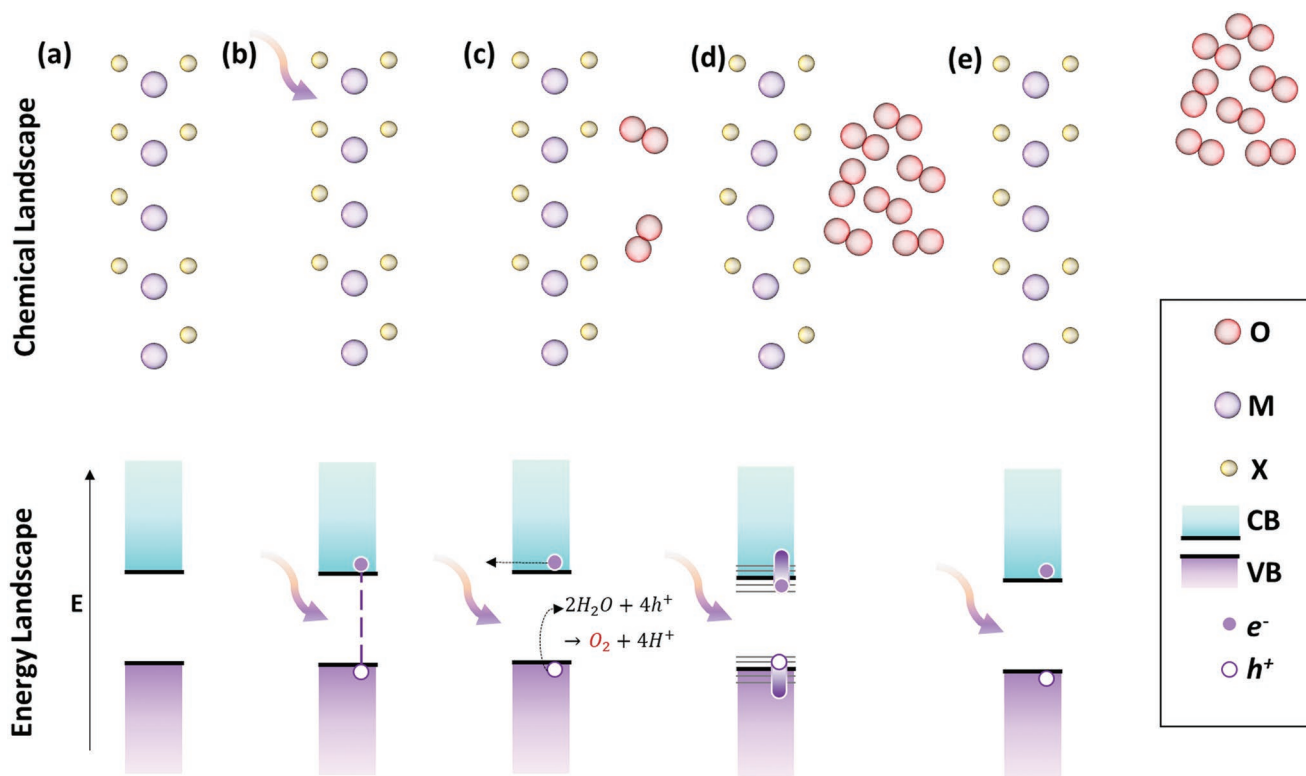 (a)
(b)
(c)
(d)
(e)
Chemical Landscape
O
M
X
CB
VB
e⁻
h⁺
Energy Landscape
E
2H₂O + 4h⁺
→ O₂ + 4H⁺